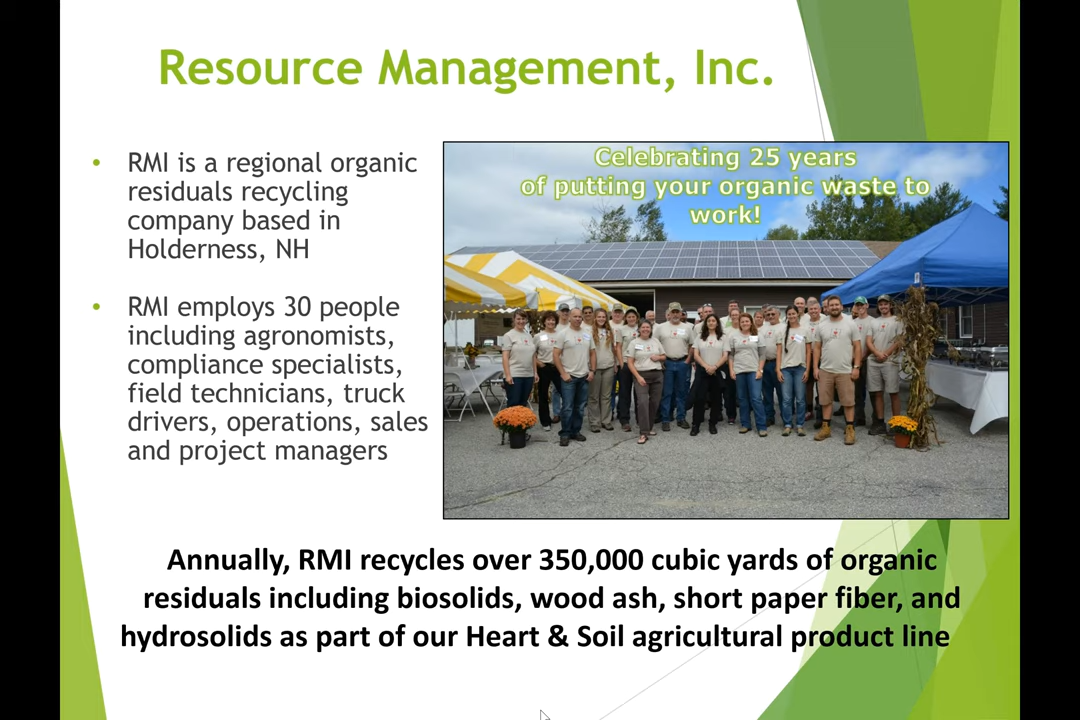 Resource Management, Inc.
• RMI is a regional organic
residuals recycling
company based in
Holderness, NH
• RMI employs 30 people
including agronomists,
compliance specialists,
field technicians, truck
drivers, operations, sales
and project managers
Celebrating 25 years
of putting your organic waste to
work!
Annually, RMI recycles over 350,000 cubic yards of organic
residuals including biosolids, wood ash, short paper fiber, and
hydrosolids as part of our Heart & Soil agricultural product line